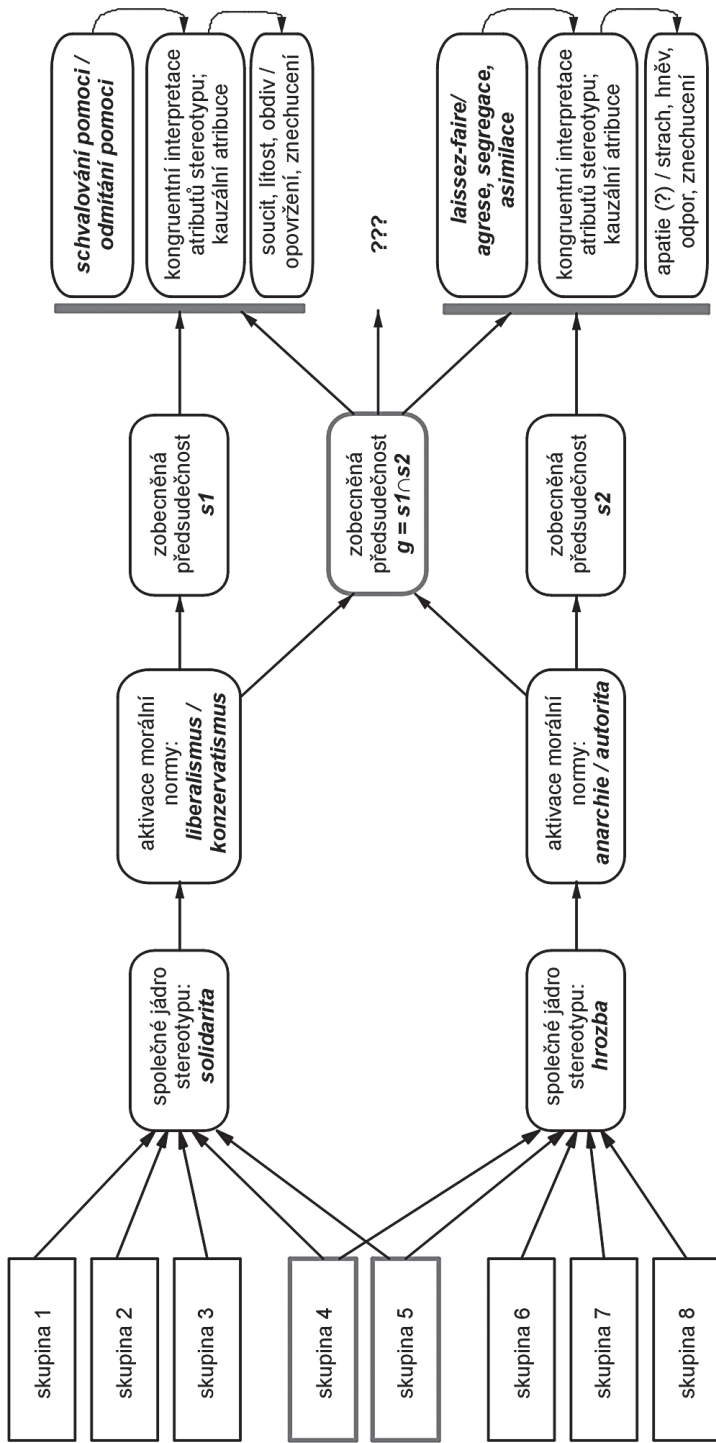 skupina 1
skupina 2
skupina 3
skupina 4
skupina 5
skupina 6
skupina 7
skupina 8
společné jádro
stereotypu:
solidarita
společné jádro
stereotypu:
hrozba
aktivace morální
normy:
liberalismus /
konzervatismus
aktivace morální
normy:
anarchie / autorita
zobecněná
předsudečnost
s1
zobecněná
předsudečnost
g = s1∩s2
zobecněná
předsudečnost
s2
schvalování pomoci /
odmítání pomoci
kongruentní interpretace
atributů stereotypu;
kauzální atribuce
soucit, lítost, obdiv /
opovržení, znechucení
???
laissez-faire/
agrese, segregace,
asimilace
kongruentní interpretace
atributů stereotypu;
kauzální atribuce
apatie (?) / strach, hněv,
odpor, znechucení